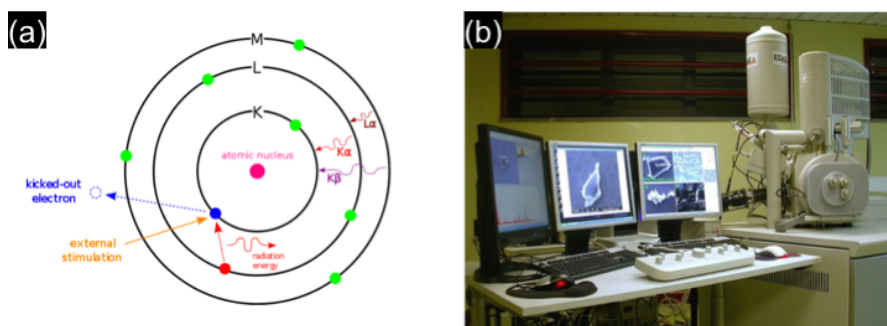 (a)
M
L
K
Lα
Kα
atomic nucleus
Kβ
kicked-out
electron
external
stimulation
radiation
energy
(b)